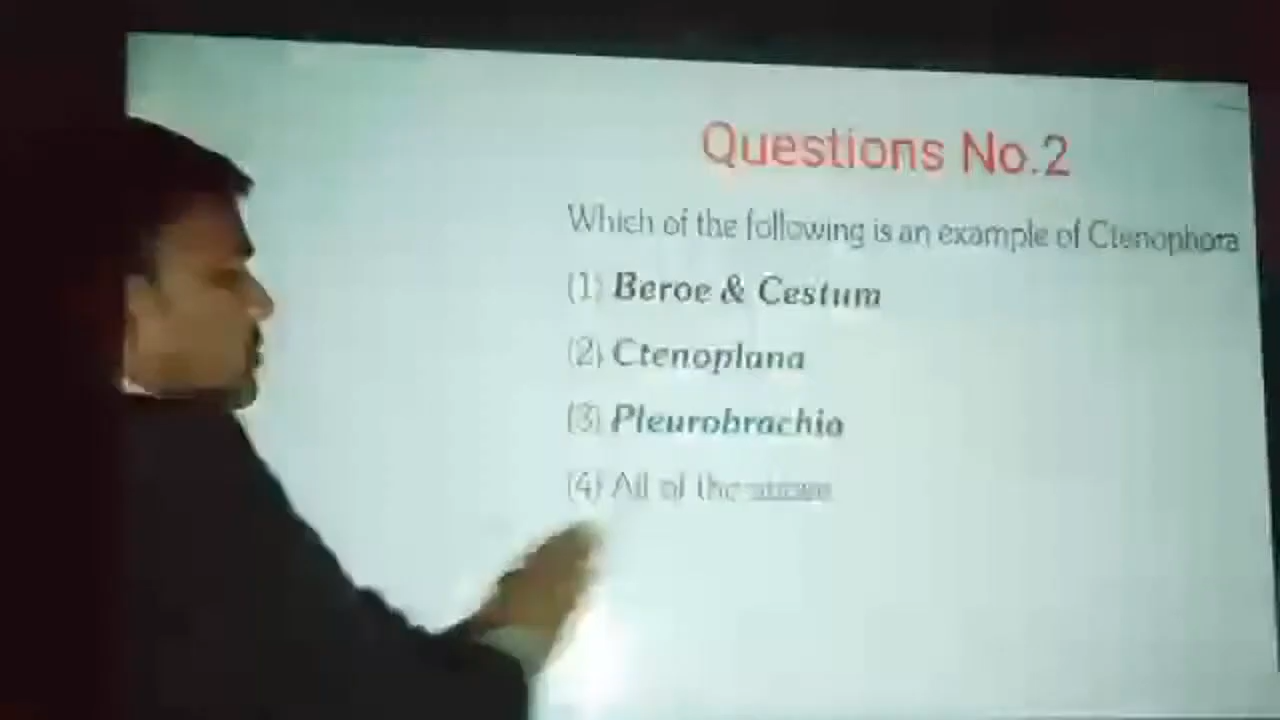 Questions No.2
Which of the following is an example of Ctenophora
(1) Beroe & Cestum
(2) Ctenoplana
(3) Pleurobrachia
(4) All of the above